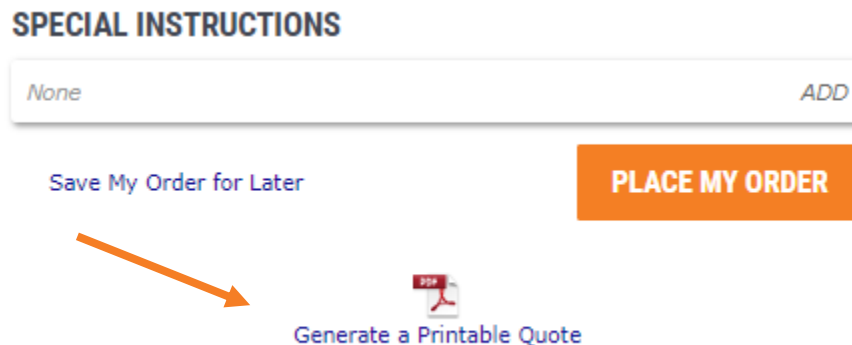 SPECIAL INSTRUCTIONS
None ADD
Save My Order for Later PLACE MY ORDER
PDF
Generate a Printable Quote